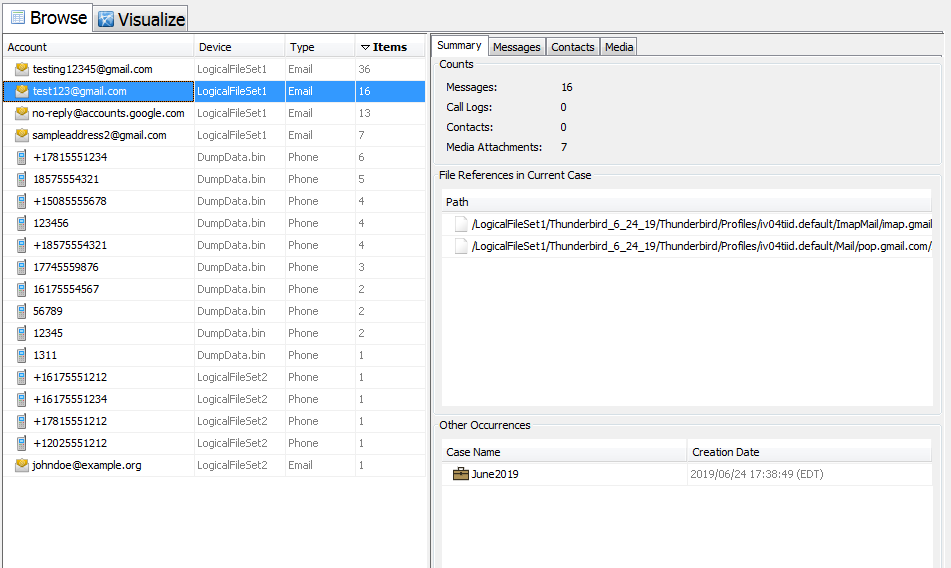 Browse Visualize
Account Device Type Items
testing12345@gmail.com LogicalFileSet1 Email 36
test123@gmail.com LogicalFileSet1 Email 16
no-reply@accounts.google.com LogicalFileSet1 Email 13
sampleaddress2@gmail.com LogicalFileSet1 Email 7
+17815551234 DumpData.bin Phone 6
18575554321 DumpData.bin Phone 5
+15085555678 DumpData.bin Phone 4
123456 DumpData.bin Phone 4
+18575554321 DumpData.bin Phone 4
17745559876 DumpData.bin Phone 3
16175554567 DumpData.bin Phone 2
56789 DumpData.bin Phone 2
12345 DumpData.bin Phone 2
1311 DumpData.bin Phone 1
+16175551212 LogicalFileSet2 Phone 1
+16175551234 LogicalFileSet2 Phone 1
+17815551212 LogicalFileSet2 Phone 1
+12025551212 LogicalFileSet2 Phone 1
johndoe@example.org LogicalFileSet2 Email 1
Summary Messages Contacts Media
Counts
Messages: 16
Call Logs: 0
Contacts: 0
Media Attachments: 7
File References in Current Case
Path
/LogicalFileSet1/Thunderbird_6_24_19/Thunderbird/Profiles/iv04tiid.default/ImapMail/imap.gmail
/LogicalFileSet1/Thunderbird_6_24_19/Thunderbird/Profiles/iv04tiid.default/Mail/pop.gmail.com/
Other Occurrences
Case Name Creation Date
June2019 2019/06/24 17:38:49 (EDT)